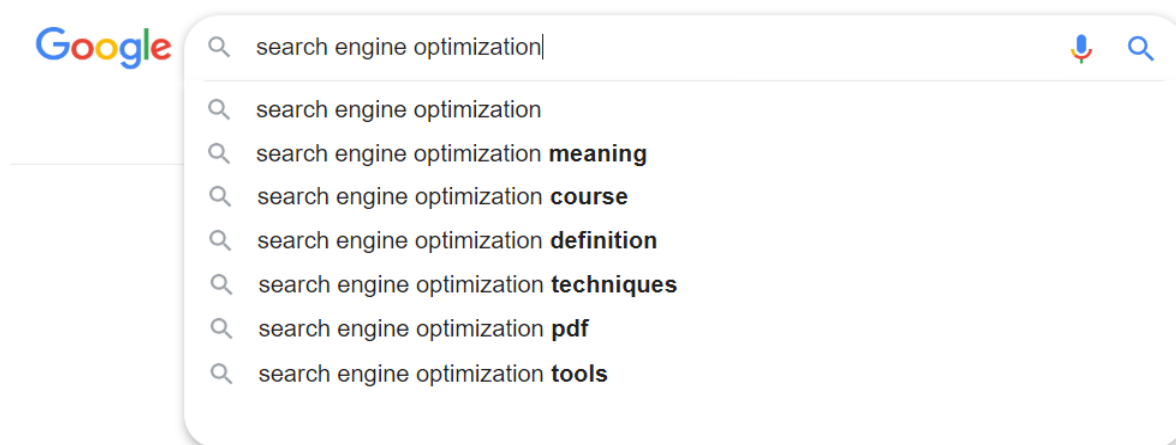 Google
search engine optimization
search engine optimization
search engine optimization meaning
search engine optimization course
search engine optimization definition
search engine optimization techniques
search engine optimization pdf
search engine optimization tools